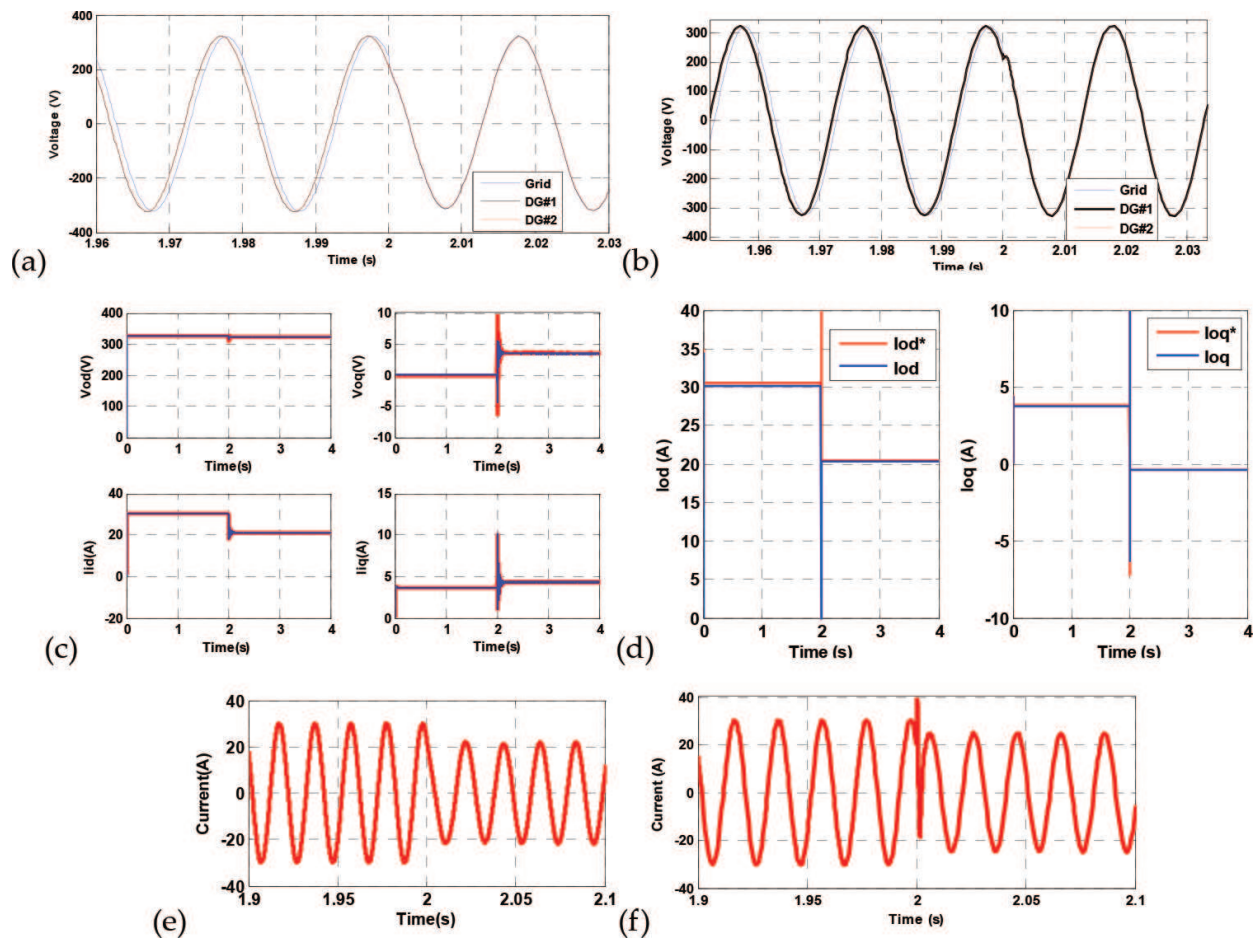 400
200
0
-200
-400
Voltage (V)
1.96 1.97 1.98 1.99 2 2.01 2.02 2.03
Time (s)
Grid
DG#1
DG#2
(a)
300
200
100
0
-100
-200
-300
-400
Voltage (V)
1.96 1.97 1.98 1.99 2 2.01 2.02 2.03
Time (s)
Grid
DG#1
DG#2
(b)
400
300
200
100
0
Vod(V)
0 1 2 3 4
Time(s)
10
5
0
-5
-10
Voq(V)
0 1 2 3 4
Time(s)
40
20
0
-20
Iid(A)
0 1 2 3 4
Time(s)
15
10
5
0
Iiq(A)
0 1 2 3 4
Time(s)
(c)
40
35
30
25
20
15
10
5
0
Iod (A)
Iod*
Iod
0 1 2 3 4
Time (s)
10
5
0
-5
-10
Ioq (A)
Ioq*
Ioq
0 1 2 3 4
Time (s)
(d)
40
20
0
-20
-40
Current(A)
1.9 1.95 2 2.05 2.1
Time(s)
(e)
40
20
0
-20
-40
Current (A)
1.9 1.95 2 2.05 2.1
Time (s)
(f)